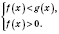 f(x) < g(x),
f(x) > 0.